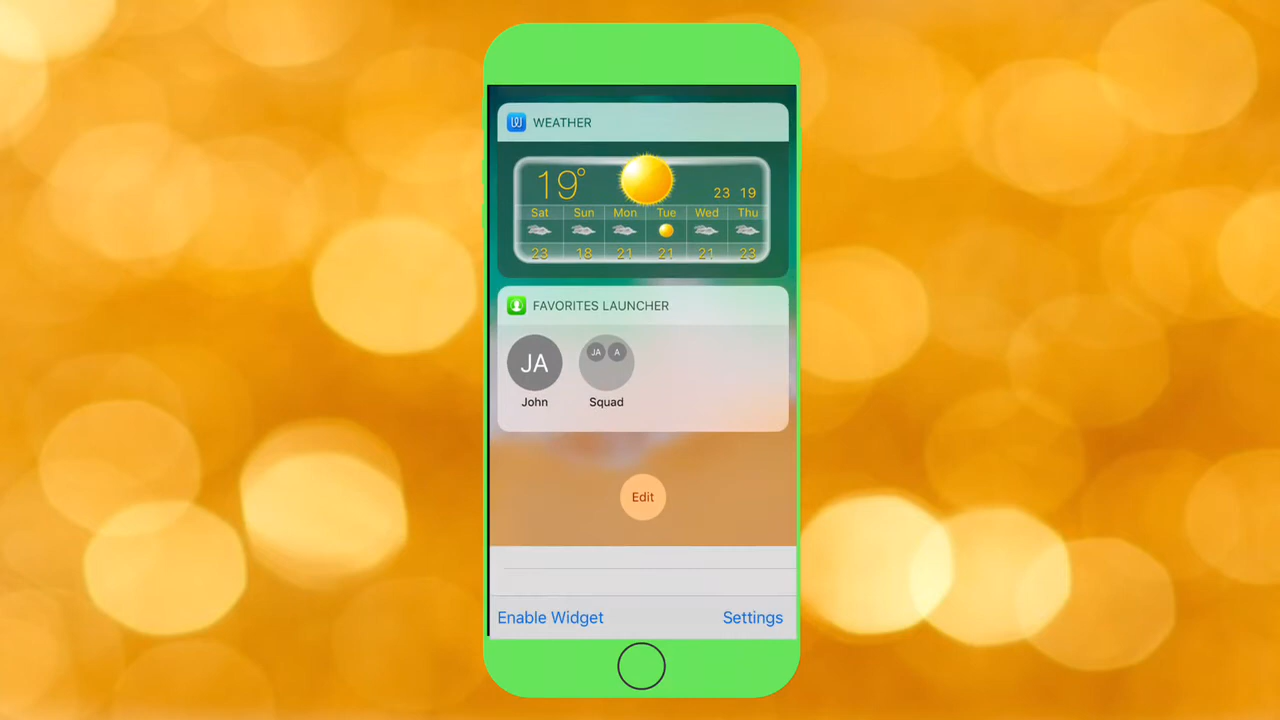 WEATHER
19°
23 19
Sat Sun Mon Tue Wed Thu
23 18 21 21 21 23
FAVORITES LAUNCHER
JA
JA A
John Squad
Edit
Enable Widget Settings